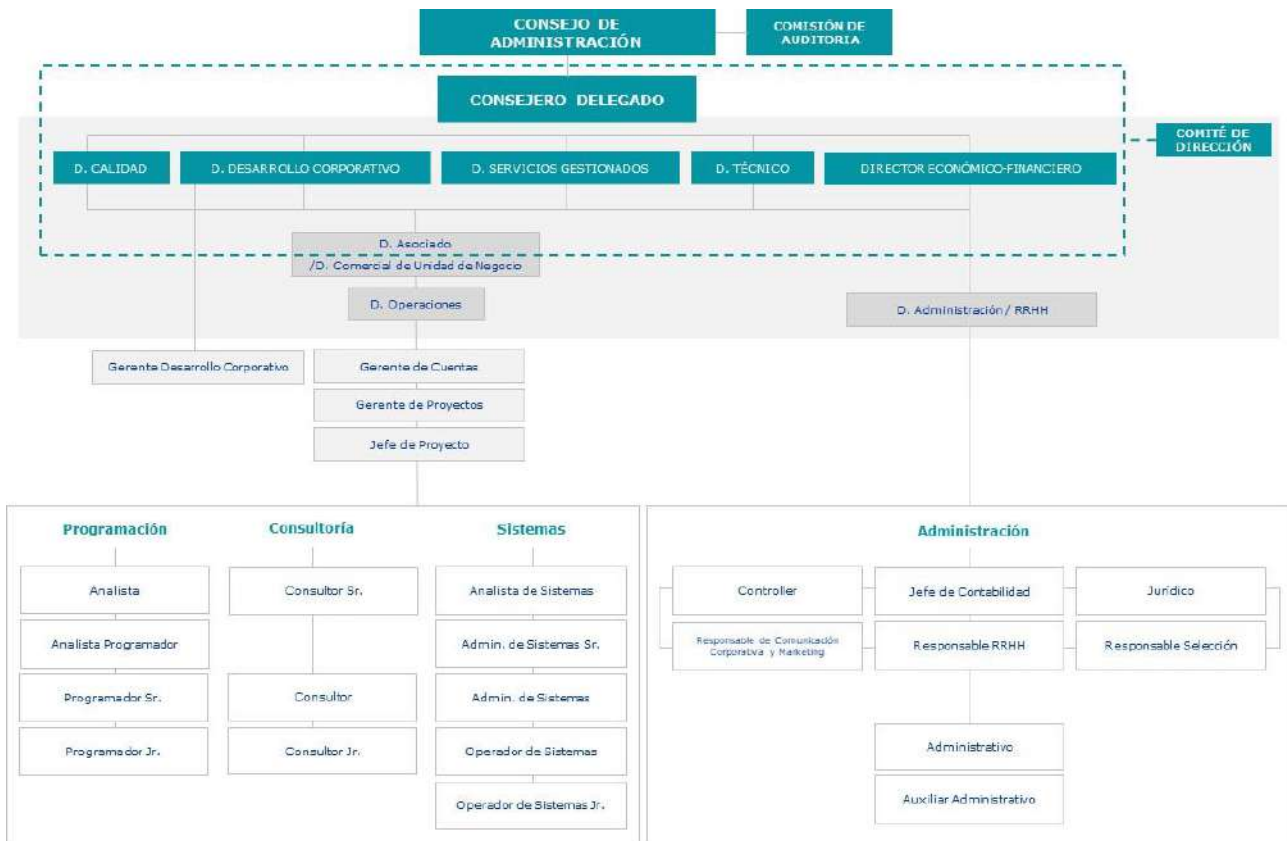 CONSEJO DE
ADMINISTRACIÓN
COMISIÓN DE
AUDITORIA
CONSEJERO DELEGADO
COMITÉ DE
DIRECCIÓN
D. CALIDAD
D. DESARROLLO CORPORATIVO
D. SERVICIOS GESTIONADOS
D. TÉCNICO
DIRECTOR ECONÓMICO-FINANCIERO
D. Asociado
/D. Comercial de Unidad de Negocio
D. Operaciones
D. Administración / RRHH
Gerente Desarrollo Corporativo
Gerente de Cuentas
Gerente de Proyectos
Jefe de Proyecto
Programación
Analista
Analista Programador
Programador Sr.
Programador Jr.
Consultoría
Consultor Sr.
Consultor
Consultor Jr.
Sistemas
Analista de Sistemas
Admin. de Sistemas Sr.
Admin. de Sistemas
Operador de Sistemas
Operador de Sistemas Jr.
Administración
Controller
Jefe de Contabilidad
Jurídico
Responsable de Comunicación
Corporativa y Marketing
Responsable RRHH
Responsable Selección
Administrativo
Auxiliar Administrativo